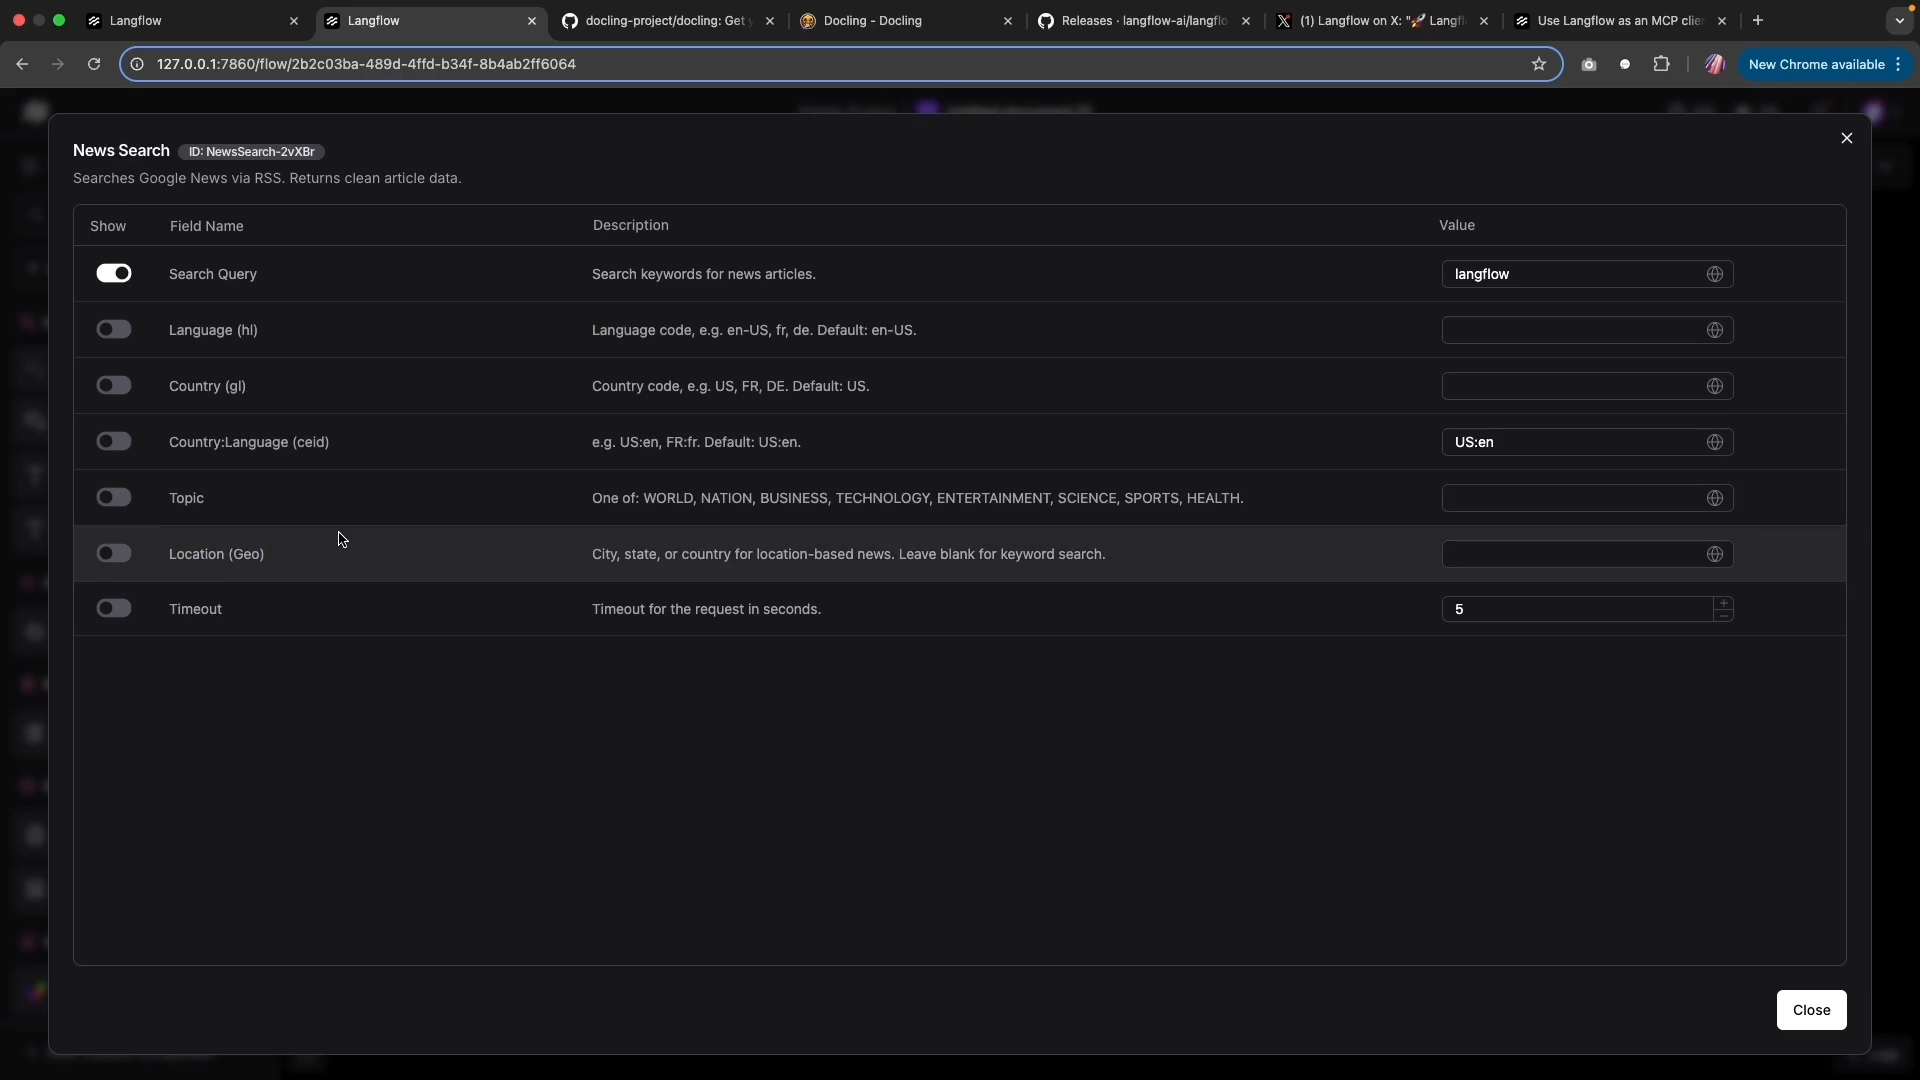 Langflow
Langflow
docling-project/docling: Get y
Docling - Docling
Releases · langflow-ai/langflo
(1) Langflow on X: "🚀 Langfl
Use Langflow as an MCP clie
127.0.0.1:7860/flow/2b2c03ba-489d-4ffd-b34f-8b4ab2ff6064
New Chrome available
News Search ID: NewsSearch-2vXBr
Searches Google News via RSS. Returns clean article data.
Show Field Name Description Value
Search Query Search keywords for news articles. langflow
Language (hl) Language code, e.g. en-US, fr, de. Default: en-US.
Country (gl) Country code, e.g. US, FR, DE. Default: US.
Country:Language (ceid) e.g. US:en, FR:fr. Default: US:en. US:en
Topic One of: WORLD, NATION, BUSINESS, TECHNOLOGY, ENTERTAINMENT, SCIENCE, SPORTS, HEALTH.
Location (Geo) City, state, or country for location-based news. Leave blank for keyword search.
Timeout Timeout for the request in seconds. 5
Close